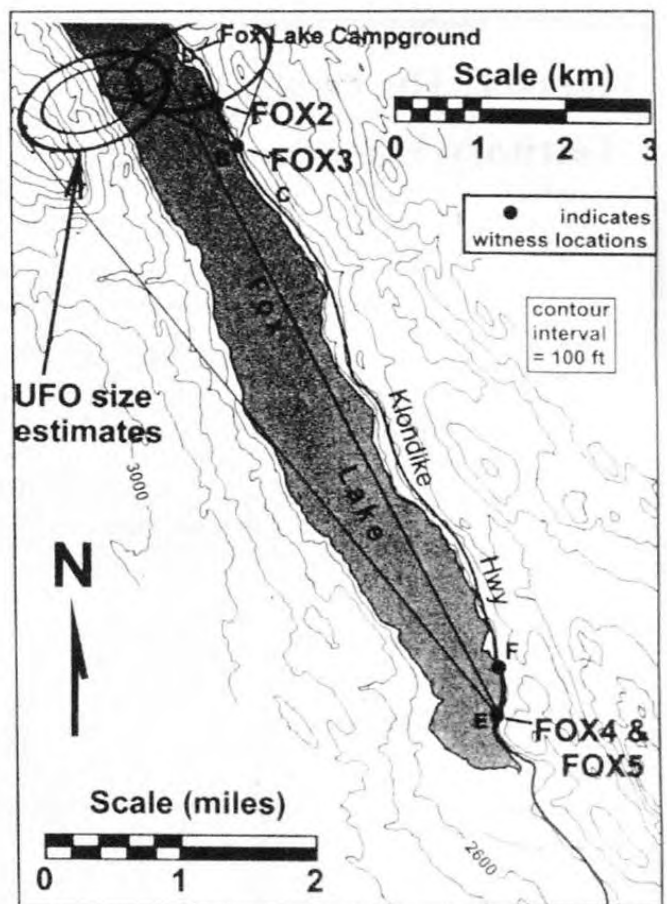 Fox Lake Campground
D
Scale (km)
0 1 2 3
FOX2
B
FOX3
C
indicates
witness locations
contour
interval
= 100 ft
UFO size
estimates
Fox
Lake
3000
Klondike
Hwy
N
F
E
FOX4 &
FOX5
Scale (miles)
0 1 2
2600